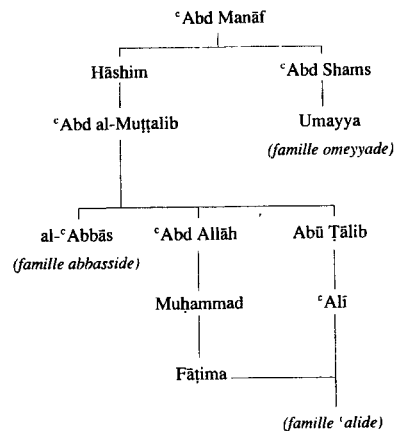 ᶜAbd Manāf
Hāshim ᶜAbd Shams
ᶜAbd al-Muṭṭalib Umayya
(famille omeyyade)
al-ᶜAbbās ᶜAbd Allāh Abū Ṭālib
(famille abbasside)
Muḥammad ᶜAlī
Fāṭima
(famille ʿalide)